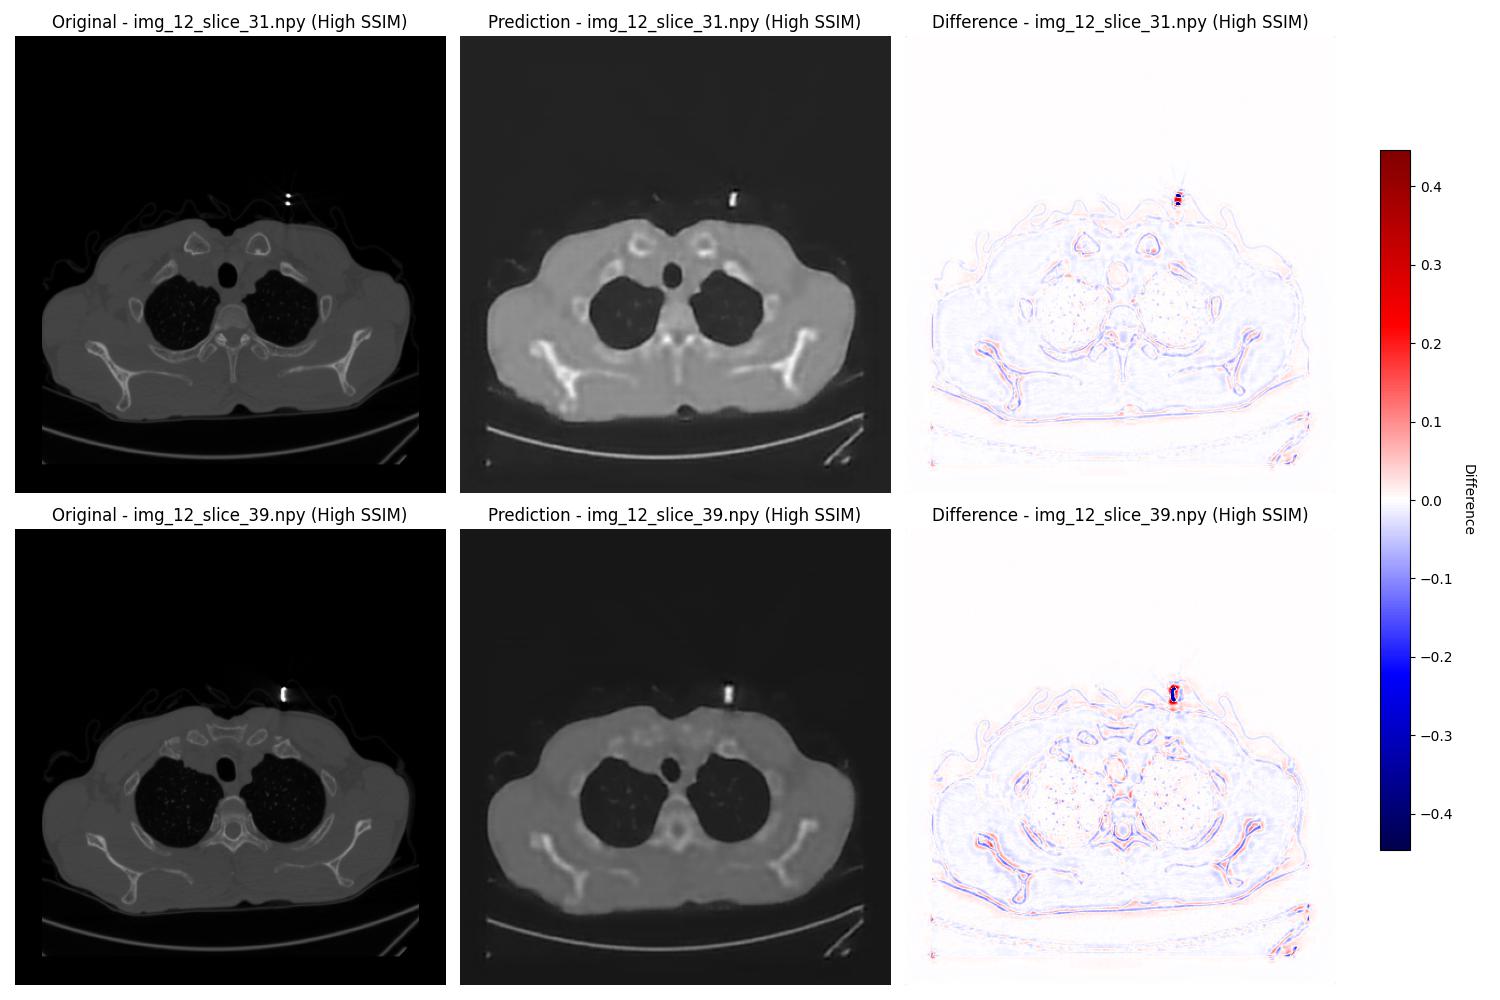 Original - img_12_slice_31.npy (High SSIM)
Prediction - img_12_slice_31.npy (High SSIM)
Difference - img_12_slice_31.npy (High SSIM)
0.4
0.3
0.2
0.1
0.0
−0.1
−0.2
−0.3
−0.4
Difference
Original - img_12_slice_39.npy (High SSIM)
Prediction - img_12_slice_39.npy (High SSIM)
Difference - img_12_slice_39.npy (High SSIM)